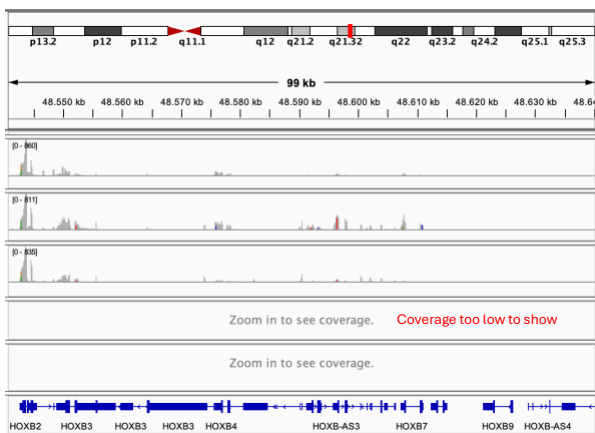 p13.2 p12 p11.2 q11.1 q12 q21.2 q21.32 q22 q23.2 q24.2 q25.1 q25.3
99 kb
48.550 kb 48.560 kb 48.570 kb 48.580 kb 48.590 kb 48.600 kb 48.610 kb 48.620 kb 48.630 kb 48.64
[0 - 860]
[0 - 811]
[0 - 835]
Zoom in to see coverage. Coverage too low to show
Zoom in to see coverage.
HOXB2 HOXB3 HOXB3 HOXB3 HOXB4 HOXB-AS3 HOXB7 HOXB9 HOXB-AS4